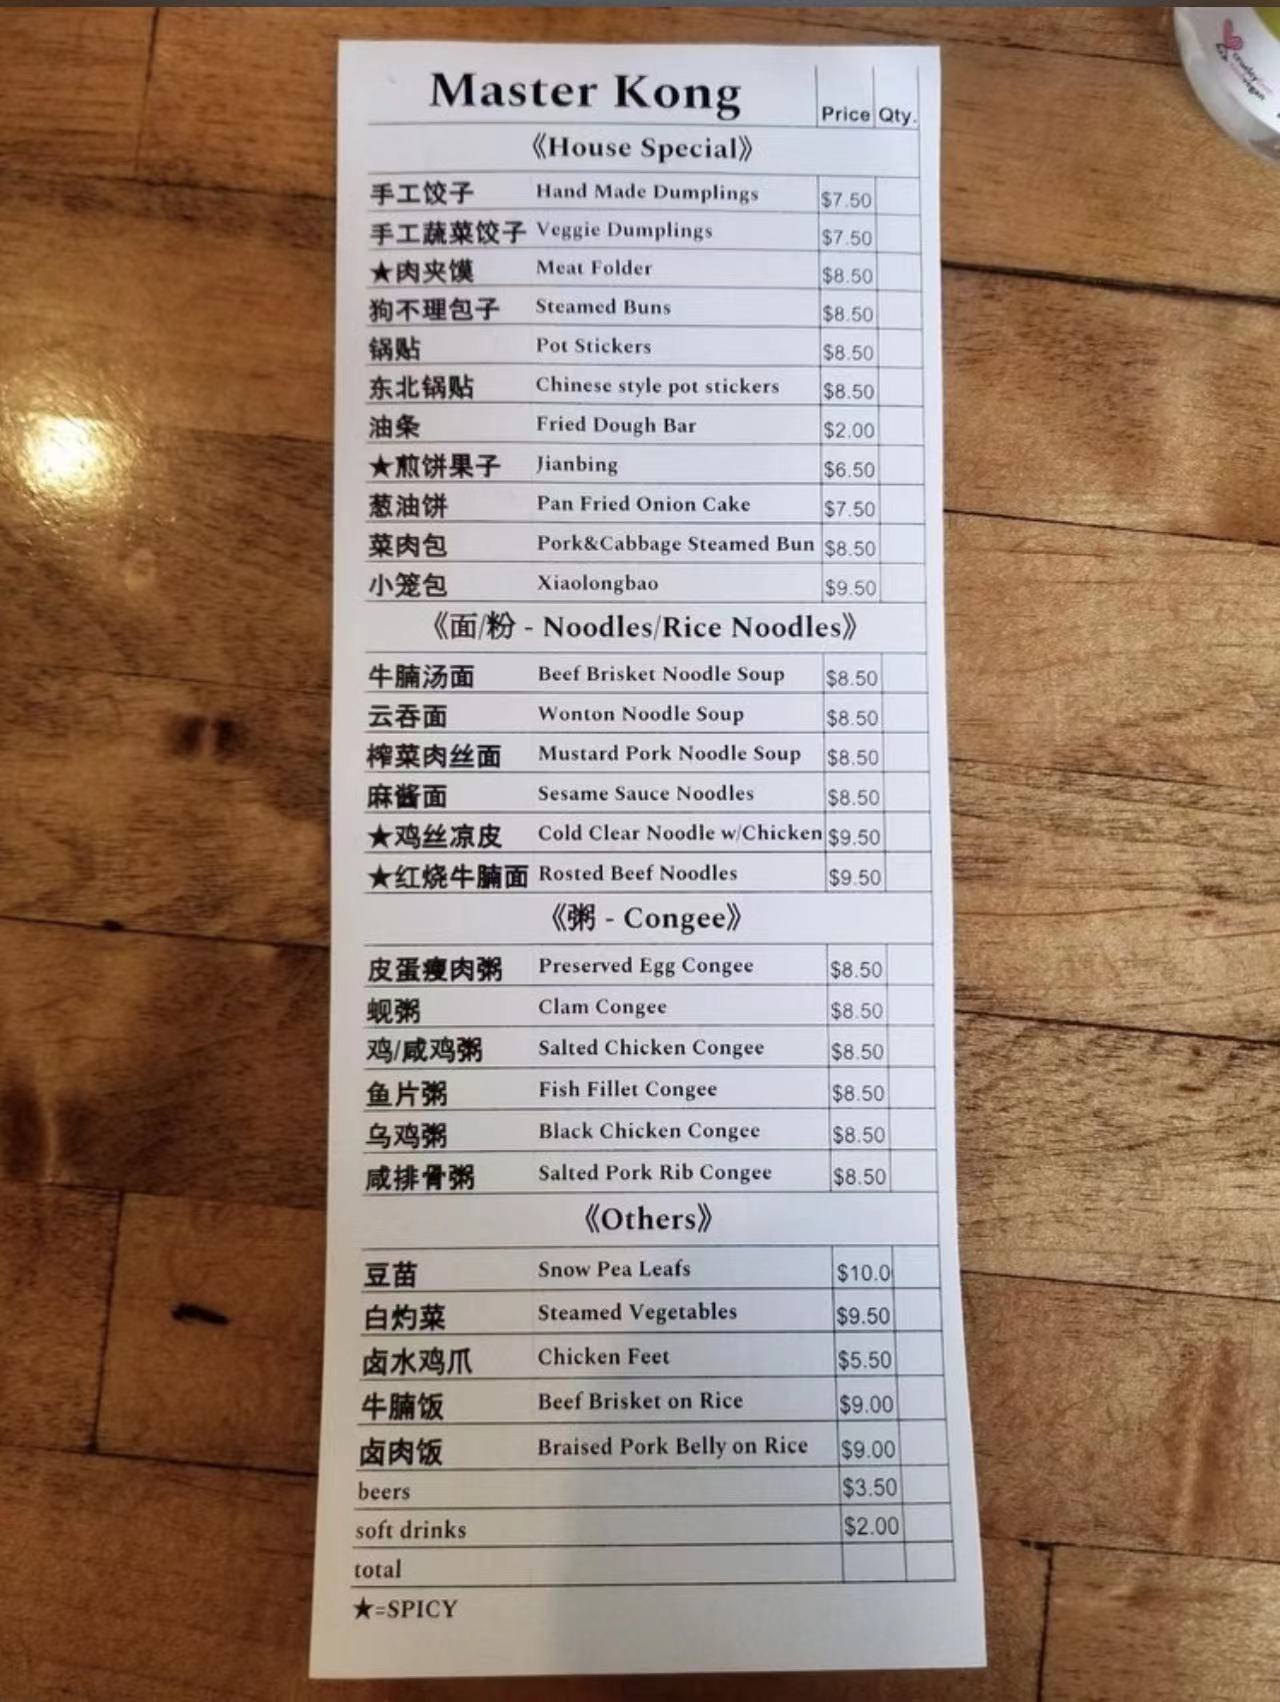 Master Kong Price Qty.
《House Special》
手工饺子 Hand Made Dumplings $7.50
手工蔬菜饺子 Veggie Dumplings $7.50
★肉夹馍 Meat Folder $8.50
狗不理包子 Steamed Buns $8.50
锅贴 Pot Stickers $8.50
东北锅贴 Chinese style pot stickers $8.50
油条 Fried Dough Bar $2.00
★煎饼果子 Jianbing $6.50
葱油饼 Pan Fried Onion Cake $7.50
菜肉包 Pork&Cabbage Steamed Bun $8.50
小笼包 Xiaolongbao $9.50
《面/粉 - Noodles/Rice Noodles》
牛腩汤面 Beef Brisket Noodle Soup $8.50
云吞面 Wonton Noodle Soup $8.50
榨菜肉丝面 Mustard Pork Noodle Soup $8.50
麻酱面 Sesame Sauce Noodles $8.50
★鸡丝凉皮 Cold Clear Noodle w/Chicken $9.50
★红烧牛腩面 Rosted Beef Noodles $9.50
《粥 - Congee》
皮蛋瘦肉粥 Preserved Egg Congee $8.50
蚬粥 Clam Congee $8.50
鸡/咸鸡粥 Salted Chicken Congee $8.50
鱼片粥 Fish Fillet Congee $8.50
乌鸡粥 Black Chicken Congee $8.50
咸排骨粥 Salted Pork Rib Congee $8.50
《Others》
豆苗 Snow Pea Leafs $10.0
白灼菜 Steamed Vegetables $9.50
卤水鸡爪 Chicken Feet $5.50
牛腩饭 Beef Brisket on Rice $9.00
卤肉饭 Braised Pork Belly on Rice $9.00
beers $3.50
soft drinks $2.00
total
★=SPICY